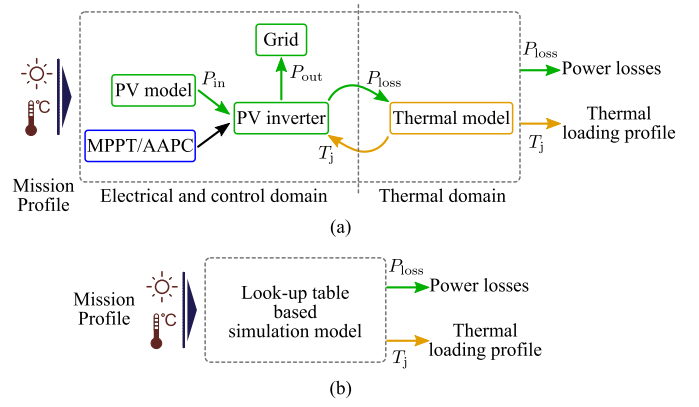 Grid
P_loss
Power losses
PV model
P_in
P_out
P_loss
°C
PV inverter
Thermal model
Thermal
loading profile
T_j
MPPT/AAPC
T_j
Mission
Profile
Electrical and control domain
Thermal domain
(a)
P_loss
Power losses
Mission
Profile
Look-up table
based
simulation model
°C
Thermal
loading profile
T_j
(b)